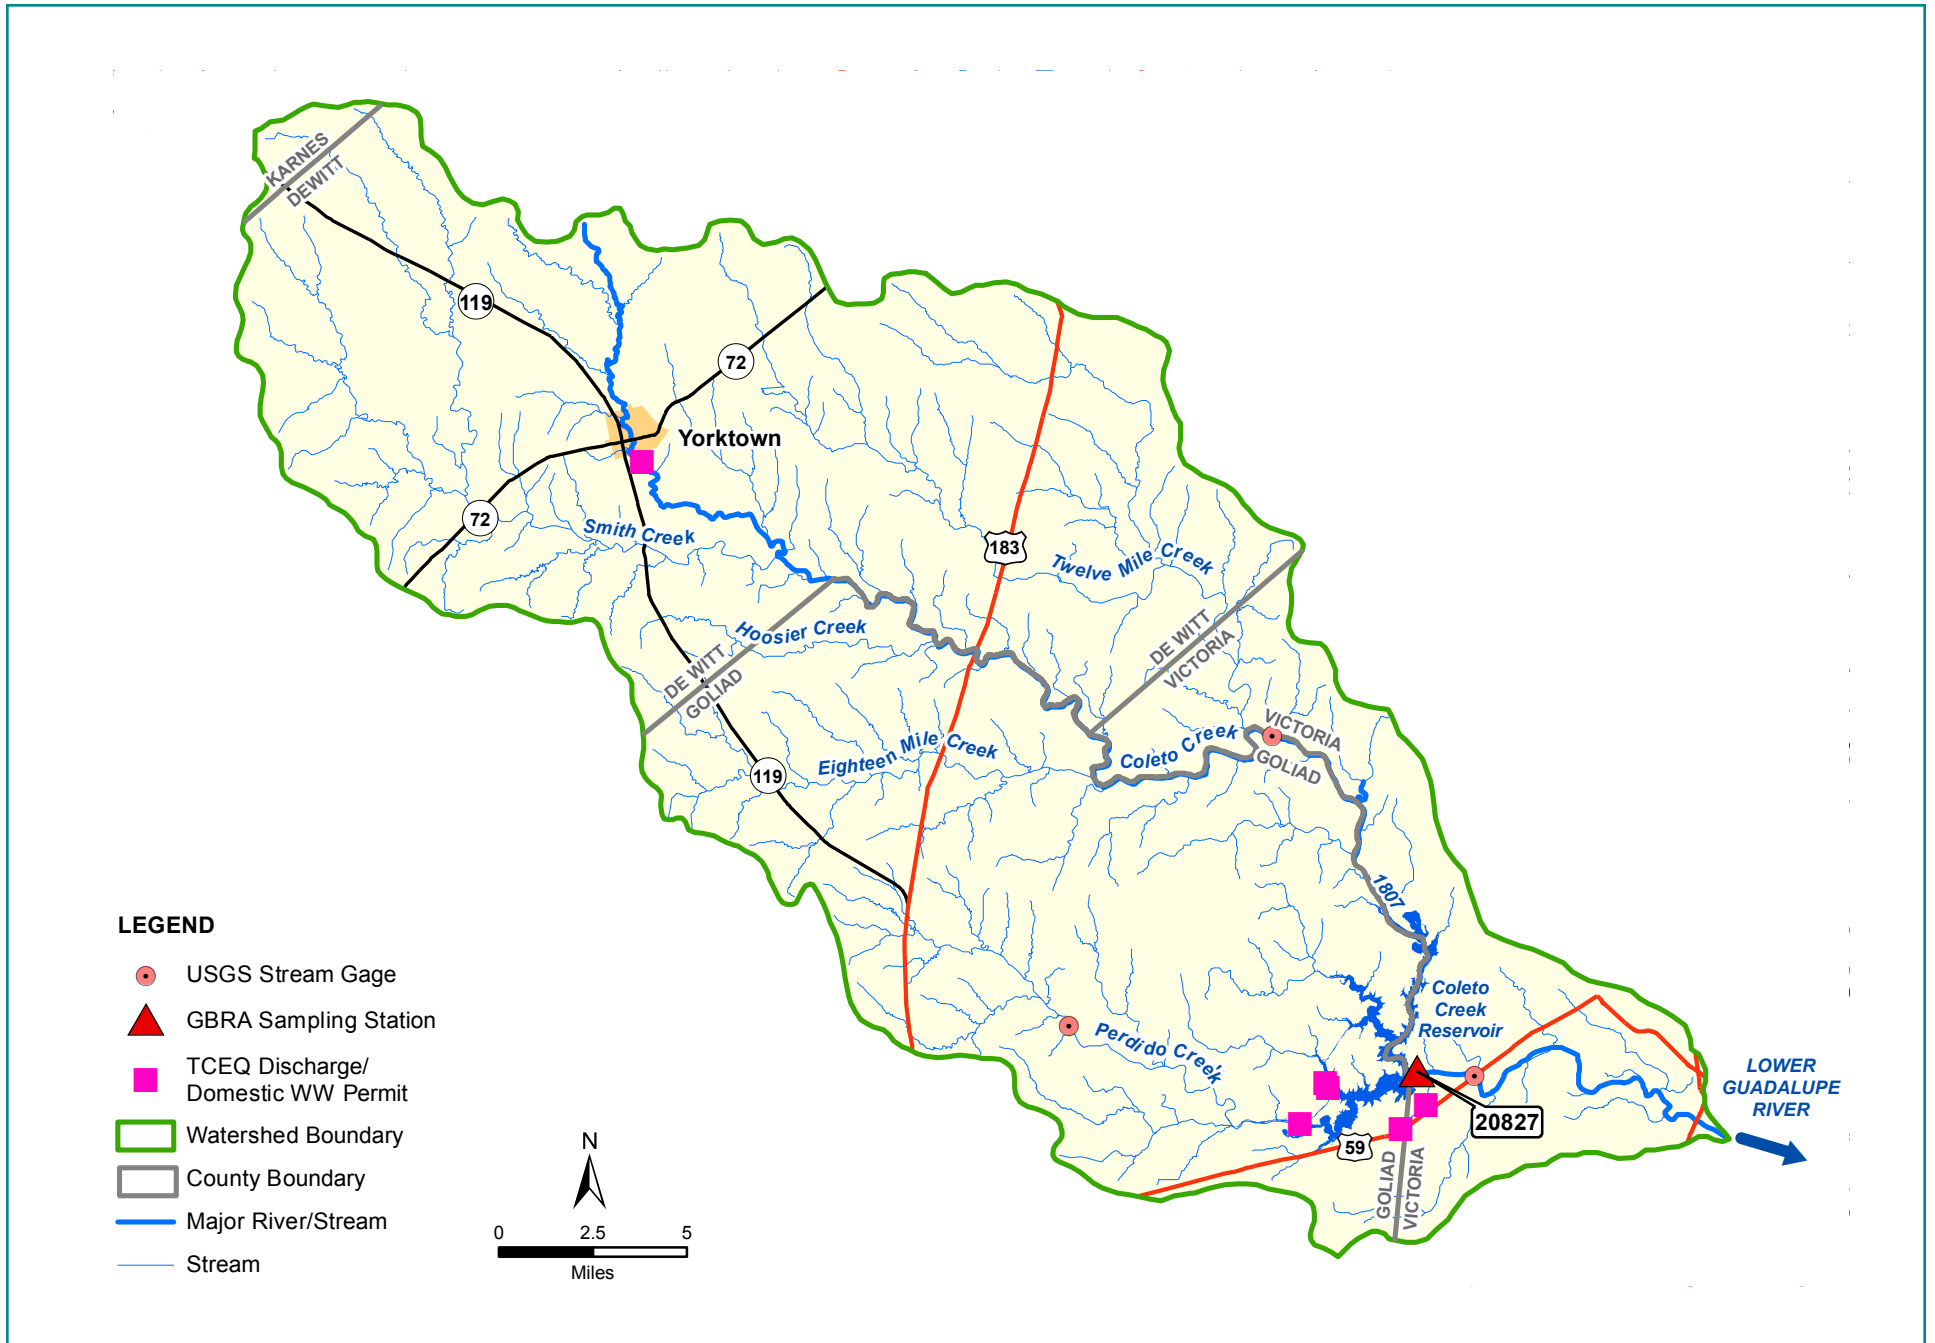 KARNES
DEWITT
119
72
Yorktown
72
Smith Creek
183
Twelve Mile Creek
Hoosier Creek
DE WITT
GOLIAD
DE WITT
VICTORIA
Eighteen Mile Creek
119
Coleto Creek
VICTORIA
GOLIAD
1807
Coleto
Creek
Reservoir
Perdido Creek
LOWER
GUADALUPE
RIVER
20827
59
GOLIAD
VICTORIA
LEGEND
USGS Stream Gage
GBRA Sampling Station
TCEQ Discharge/
Domestic WW Permit
Watershed Boundary
County Boundary
Major River/Stream
Stream
N
0 2.5 5
Miles